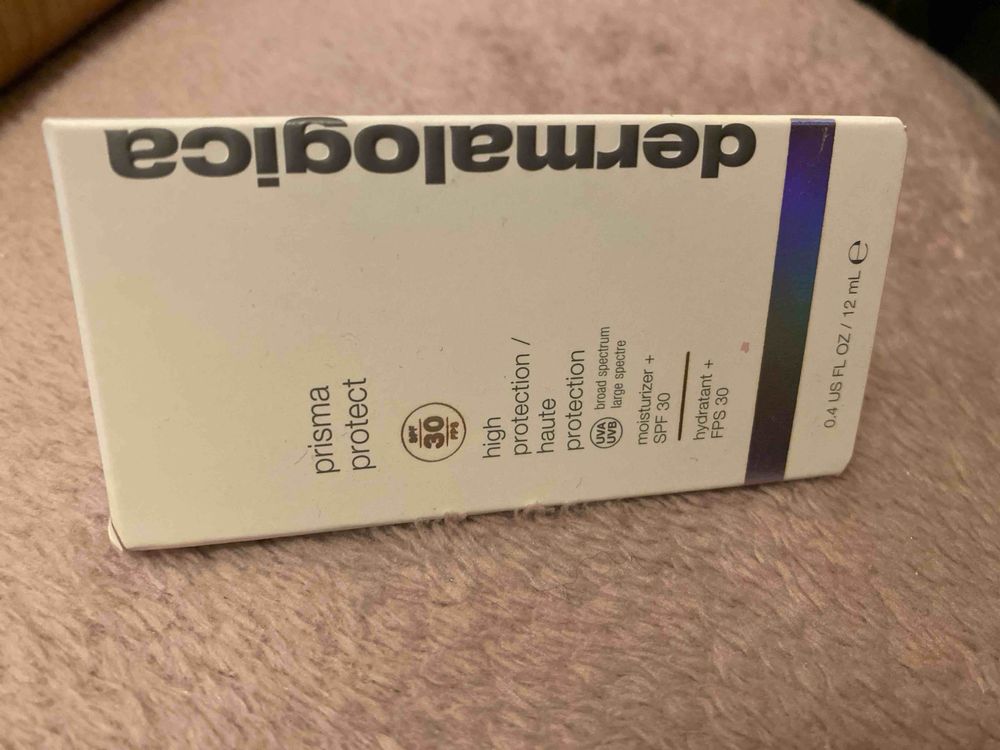 dermalogica
prisma
protect
SPF
30
FPS
high
protection /
haute
protection
UVA
UVB
broad spectrum
large spectre
moisturizer +
SPF 30
hydratant +
FPS 30
0.4 US FL OZ / 12 mL ℮